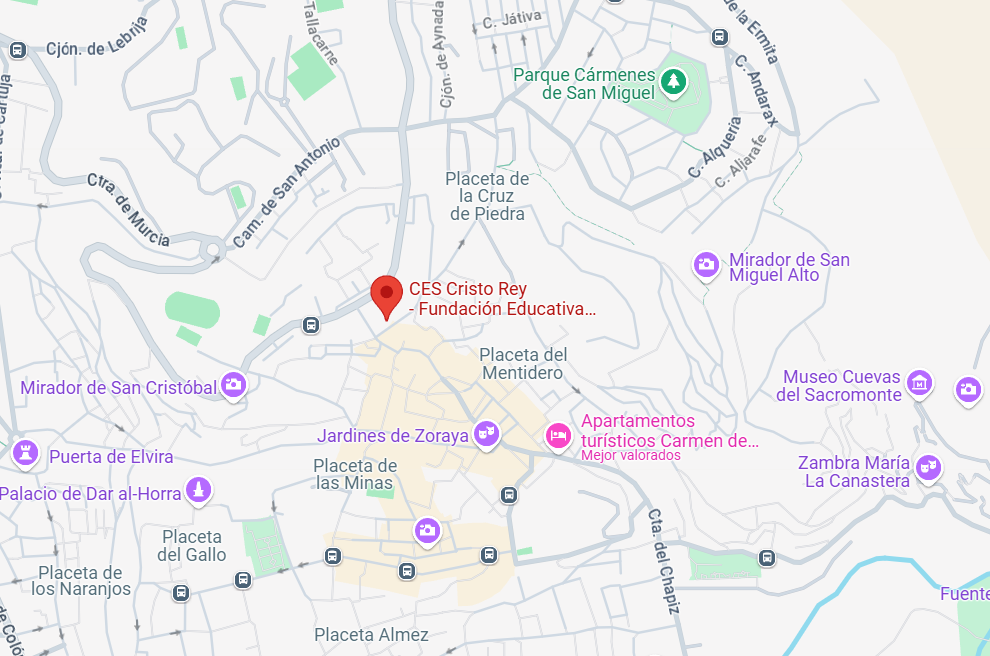 Tallacarne
C. Játiva
de la Ermita
Cjón. de Lebrija
Cjón. de Aynada
C. Andarax
Parque Cármenes
de San Miguel
C. Alquería
C. Aljarafe
Cam. de San Antonio
Ctra. de Murcia
Placeta de
la Cruz
de Piedra
Mirador de San
Miguel Alto
CES Cristo Rey
- Fundación Educativa...
Placeta del
Mentidero
Mirador de San Cristóbal
Museo Cuevas
del Sacromonte
Apartamentos
turísticos Carmen de...
Mejor valorados
Jardines de Zoraya
Puerta de Elvira
Placeta de
las Minas
Zambra María
La Canastera
Palacio de Dar al-Horra
Cta. del Chapiz
Placeta
del Gallo
Placeta de
los Naranjos
Fuente
Placeta Almez